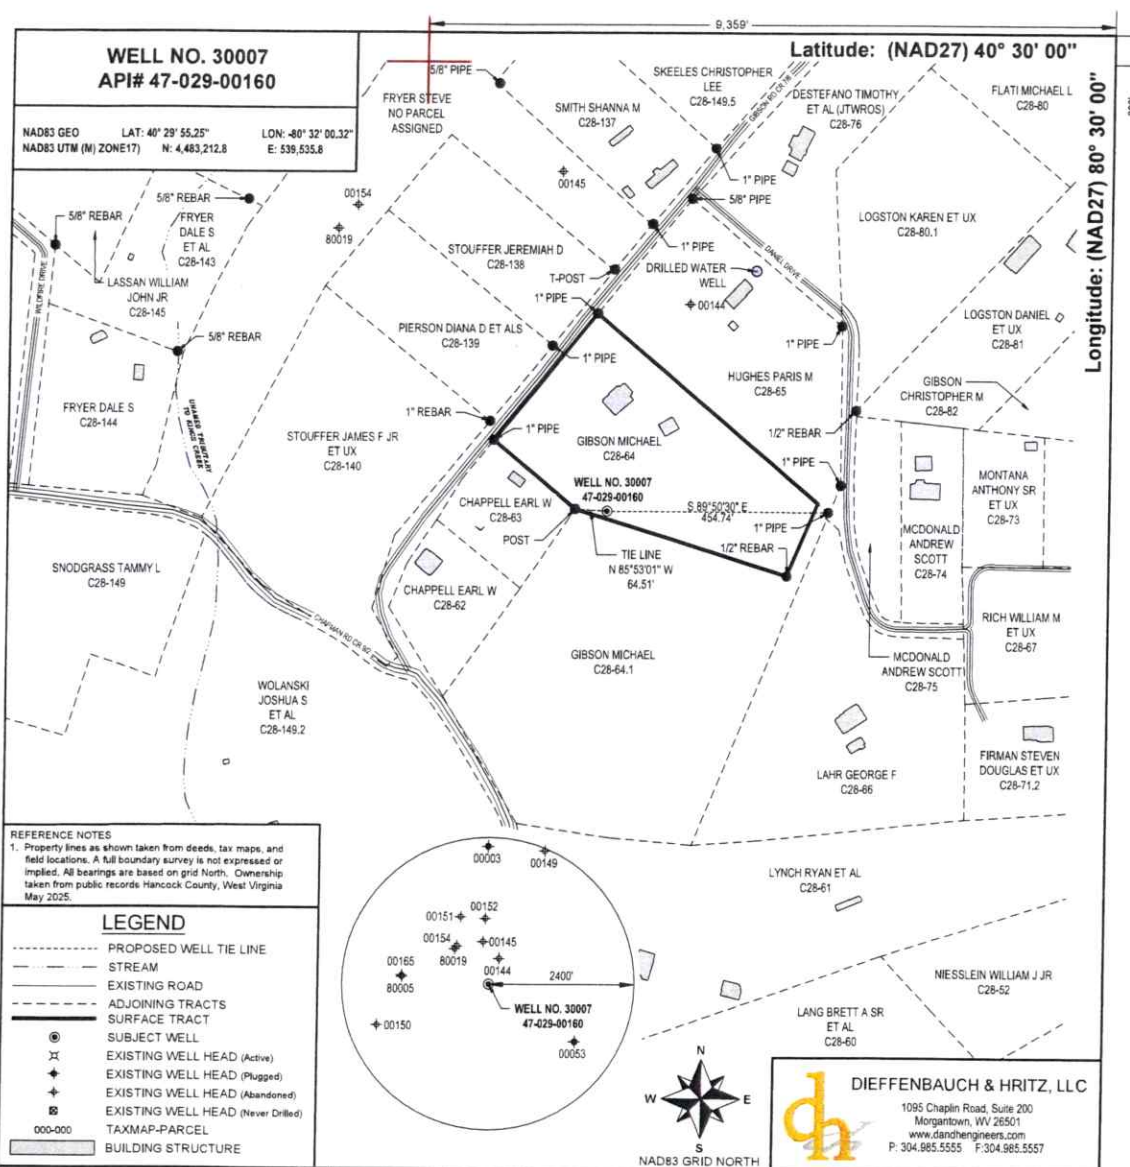 9,359'
WELL NO. 30007
API# 47-029-00160
NAD83 GEO LAT: 40° 29' 55.25" LON: -80° 32' 00.32"
NAD83 UTM (M) ZONE17) N: 4,483,212.8 E: 539,535.8
Latitude: (NAD27) 40° 30' 00"
Longitude: (NAD27) 80° 30' 00"
5/8" PIPE
FRYER STEVE
NO PARCEL
ASSIGNED
SMITH SHANNA M
C28-137
SKEELES CHRISTOPHER
LEE
C28-149.5
DESTEFANO TIMOTHY
ET AL (JTWROS)
C28-76
FLATI MICHAEL L
C28-80
1" PIPE
5/8" PIPE
00145
00154
80019
5/8" REBAR
5/8" REBAR
FRYER
DALE S
ET AL
C28-143
LASSAN WILLIAM
JOHN JR
C28-145
WILDFIRE DRIVE
STOUFFER JEREMIAH D
C28-138
T-POST
1" PIPE
DRILLED WATER
WELL
DANIEL DRIVE
LOGSTON KAREN ET UX
C28-80.1
1" PIPE
00144
PIERSON DIANA D ET ALS
C28-139
1" PIPE
LOGSTON DANIEL
ET UX
C28-81
1" PIPE
5/8" REBAR
FRYER DALE S
C28-144
UNAMED TRIBUTARY
TO KINGS CREEK
HUGHES PARIS M
C28-65
GIBSON
CHRISTOPHER M
C28-82
1" REBAR
1" PIPE
STOUFFER JAMES F JR
ET UX
C28-140
GIBSON MICHAEL
C28-64
1/2" REBAR
1" PIPE
WELL NO. 30007
47-029-00160
CHAPPELL EARL W
C28-63
S 89°50'30" E
454.74'
1" PIPE
MONTANA
ANTHONY SR
ET UX
C28-73
POST
TIE LINE
N 85°53'01" W
64.51'
1/2" REBAR
MCDONALD
ANDREW
SCOTT
C28-74
SNODGRASS TAMMY L
C28-149
CHAPPELL EARL W
C28-62
CHAPMAN RD CR 9/2
RICH WILLIAM M
ET UX
C28-67
GIBSON MICHAEL
C28-64.1
MCDONALD
ANDREW SCOTT
C28-75
WOLANSKI
JOSHUA S
ET AL
C28-149.2
LAHR GEORGE F
C28-66
FIRMAN STEVEN
DOUGLAS ET UX
C28-71.2
REFERENCE NOTES
1. Property lines as shown taken from deeds, tax maps, and
field locations. A full boundary survey is not expressed or
implied. All bearings are based on grid North. Ownership
taken from public records Hancock County, West Virginia
May 2025.
LEGEND
PROPOSED WELL TIE LINE
STREAM
EXISTING ROAD
ADJOINING TRACTS
SURFACE TRACT
SUBJECT WELL
EXISTING WELL HEAD (Active)
EXISTING WELL HEAD (Plugged)
EXISTING WELL HEAD (Abandoned)
EXISTING WELL HEAD (Never Drilled)
000-000 TAXMAP-PARCEL
BUILDING STRUCTURE
00003
00149
00151
00152
00154
80019
00145
00144
00165
80005
2400'
WELL NO. 30007
47-029-00160
00150
00053
LYNCH RYAN ET AL
C28-61
NIESSLEIN WILLIAM J JR
C28-52
LANG BRETT A SR
ET AL
C28-60
N
W E
S
NAD83 GRID NORTH
dh
DIEFFENBAUCH & HRITZ, LLC
1095 Chaplin Road, Suite 200
Morgantown, WV 26501
www.dandhengineers.com
P: 304.985.5555 F:304.985.5557